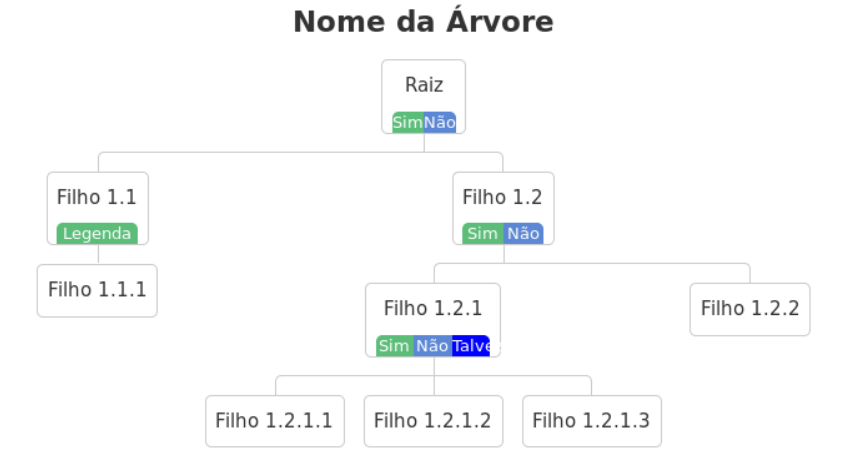 Nome da Árvore
Raiz
Sim Não
Filho 1.1
Filho 1.2
Legenda
Sim Não
Filho 1.1.1
Filho 1.2.1
Filho 1.2.2
Sim Não Talve
Filho 1.2.1.1
Filho 1.2.1.2
Filho 1.2.1.3